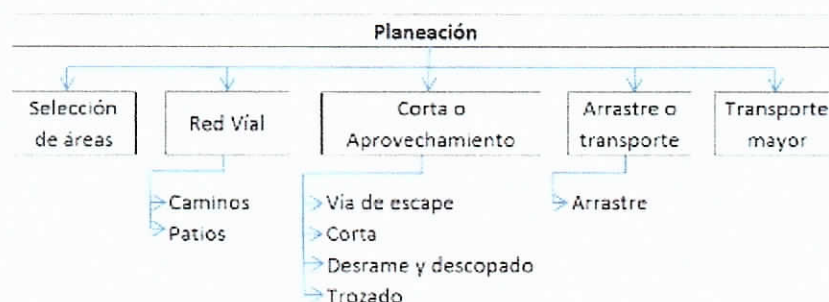 Planeación
Selección
de áreas
Red Víal
Corta o
Aprovechamiento
Arrastre o
transporte
Transporte
mayor
Caminos
Patios
Vía de escape
Corta
Desrame y descopado
Trozado
Arrastre